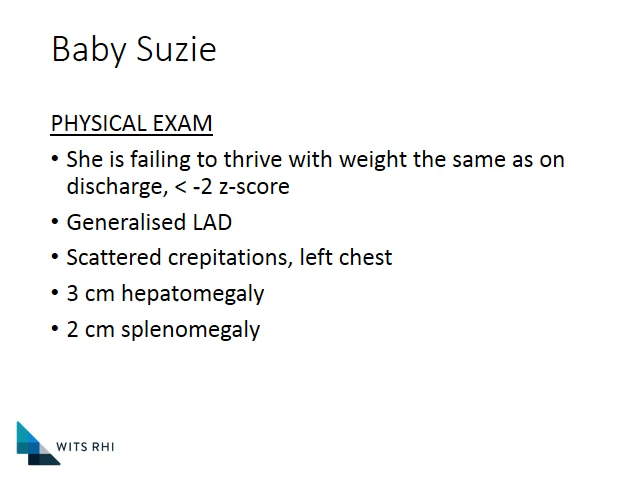 Baby Suzie
PHYSICAL EXAM
• She is failing to thrive with weight the same as on
discharge, < -2 z-score
• Generalised LAD
• Scattered crepitations, left chest
• 3 cm hepatomegaly
• 2 cm splenomegaly
WITS RHI